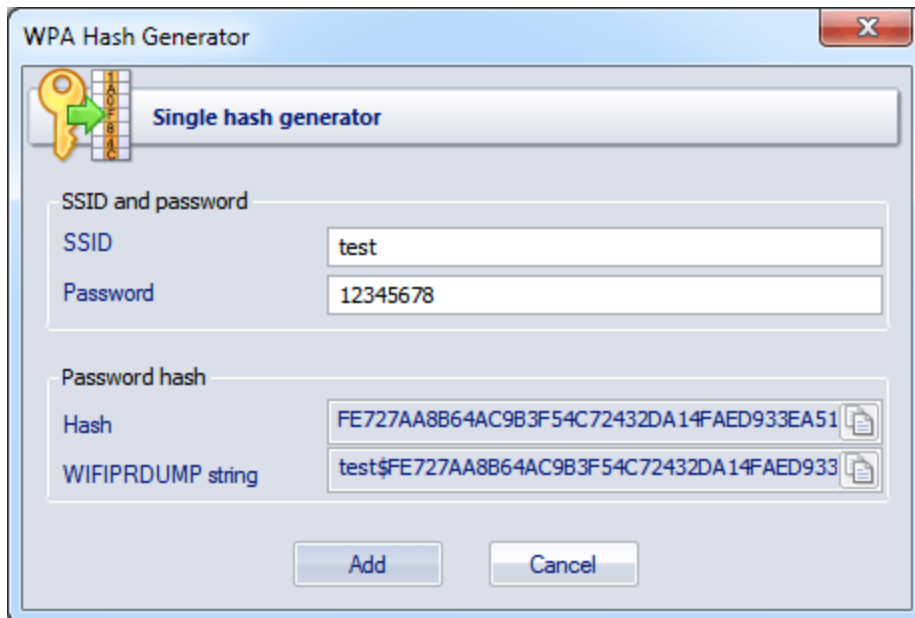 WPA Hash Generator
Single hash generator
SSID and password
SSID test
Password 12345678
Password hash
Hash FE727AA8B64AC9B3F54C72432DA14FAED933EA51
WIFIPRDUMP string test$FE727AA8B64AC9B3F54C72432DA14FAED933
Add Cancel